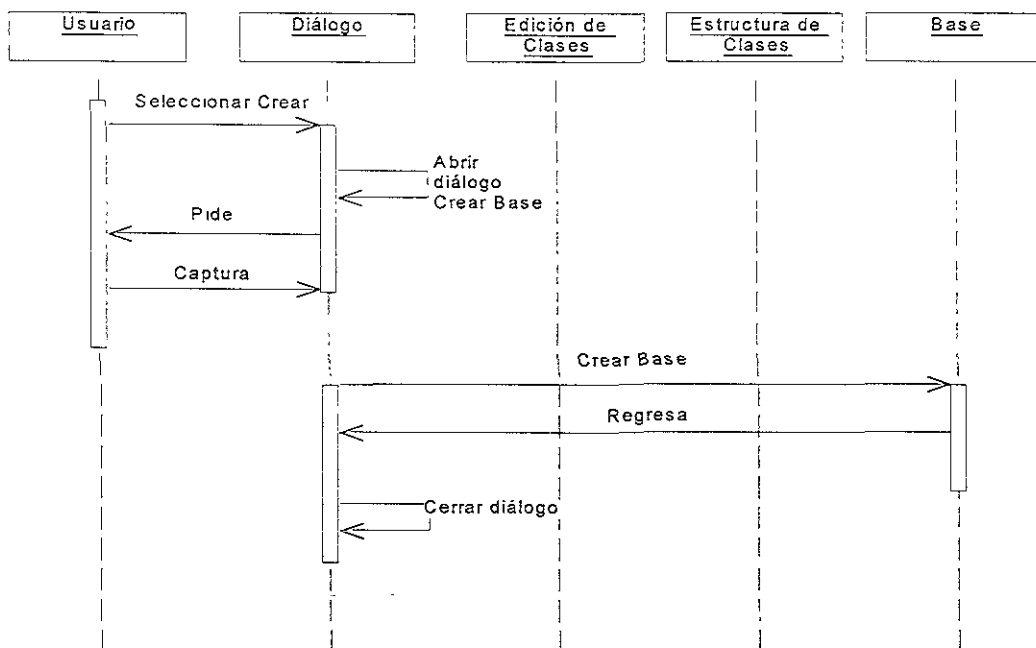 Usuario
Diálogo
Edición de
Clases
Estructura de
Clases
Base
Seleccionar Crear
Abrir
diálogo
Crear Base
Pide
Captura
Crear Base
Regresa
Cerrar diálogo